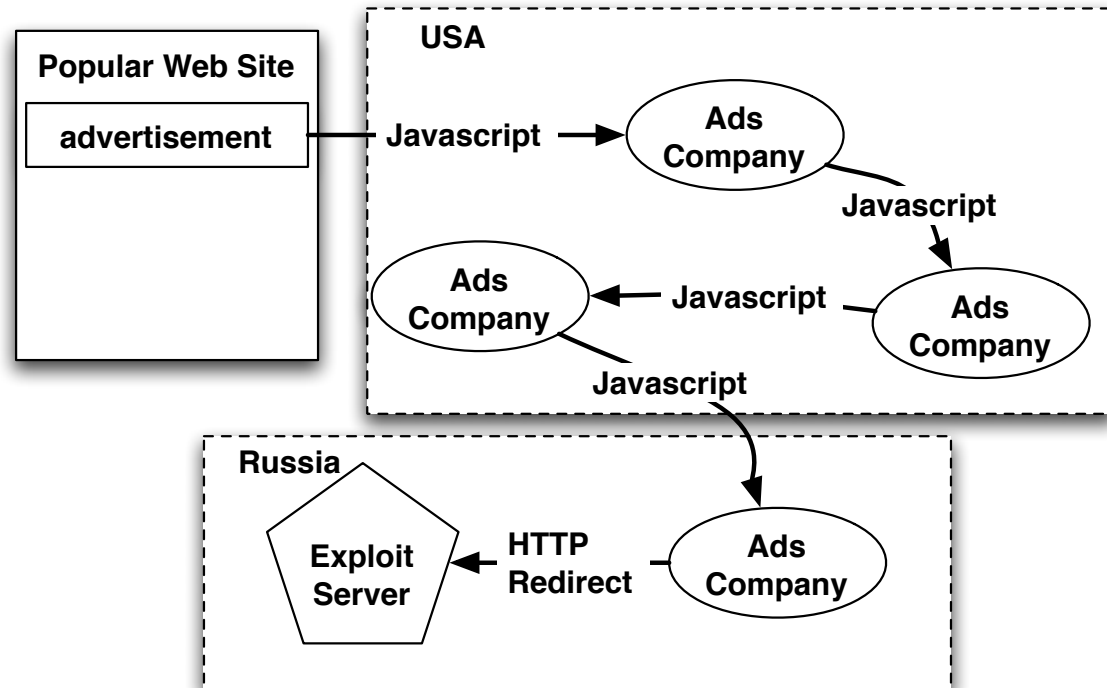 Popular Web Site
advertisement
USA
Javascript
Ads
Company
Javascript
Ads
Company
Javascript
Ads
Company
Javascript
Russia
Ads
Company
HTTP
Redirect
Exploit
Server